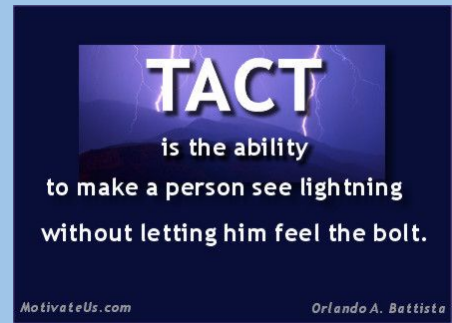 TACT
is the ability
to make a person see lightning
without letting him feel the bolt.
MotivateUs.com
Orlando A. Battista